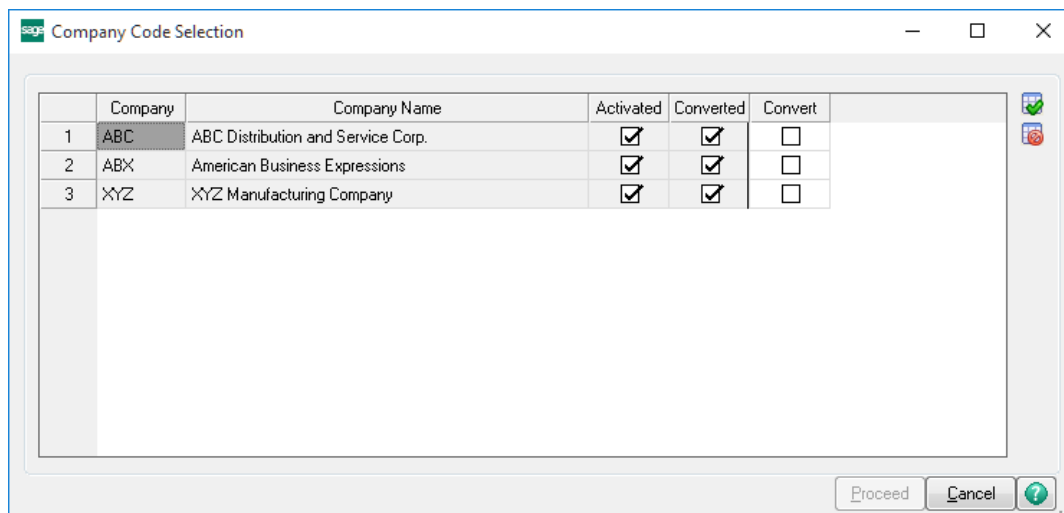 sage Company Code Selection
Company Company Name Activated Converted Convert
1 ABC ABC Distribution and Service Corp.
2 ABX American Business Expressions
3 XYZ XYZ Manufacturing Company
Proceed Cancel ?